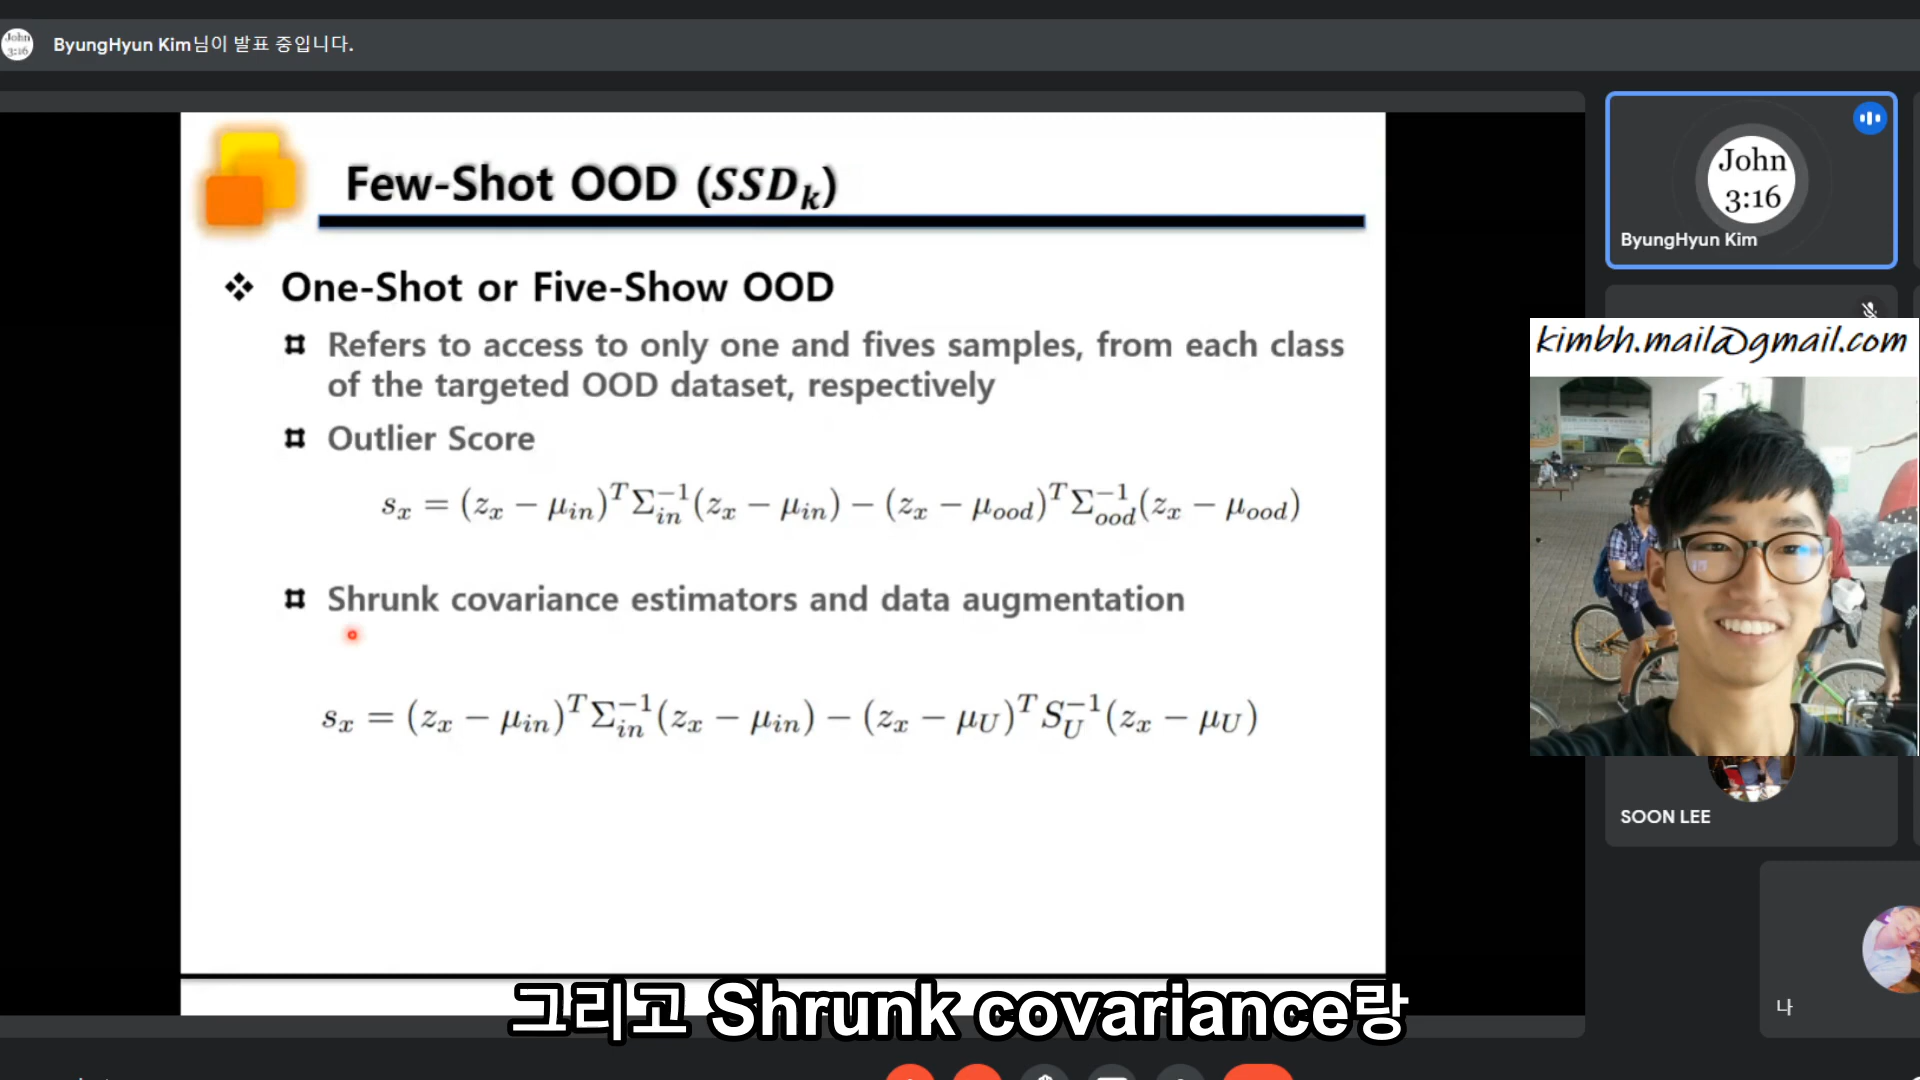 John
3:16
ByungHyun Kim님이 발표 중입니다.
Few-Shot OOD (SSD_k)
❖ One-Shot or Five-Show OOD
⌗ Refers to access to only one and fives samples, from each class
of the targeted OOD dataset, respectively
⌗ Outlier Score
s_x = (z_x − μ_in)^T Σ_in^{-1} (z_x − μ_in) − (z_x − μ_ood)^T Σ_ood^{-1} (z_x − μ_ood)
⌗ Shrunk covariance estimators and data augmentation
s_x = (z_x − μ_in)^T Σ_in^{-1} (z_x − μ_in) − (z_x − μ_U)^T S_U^{-1} (z_x − μ_U)
John
3:16
ByungHyun Kim
kimbh.mail@gmail.com
SOON LEE
나
그리고 Shrunk covariance랑